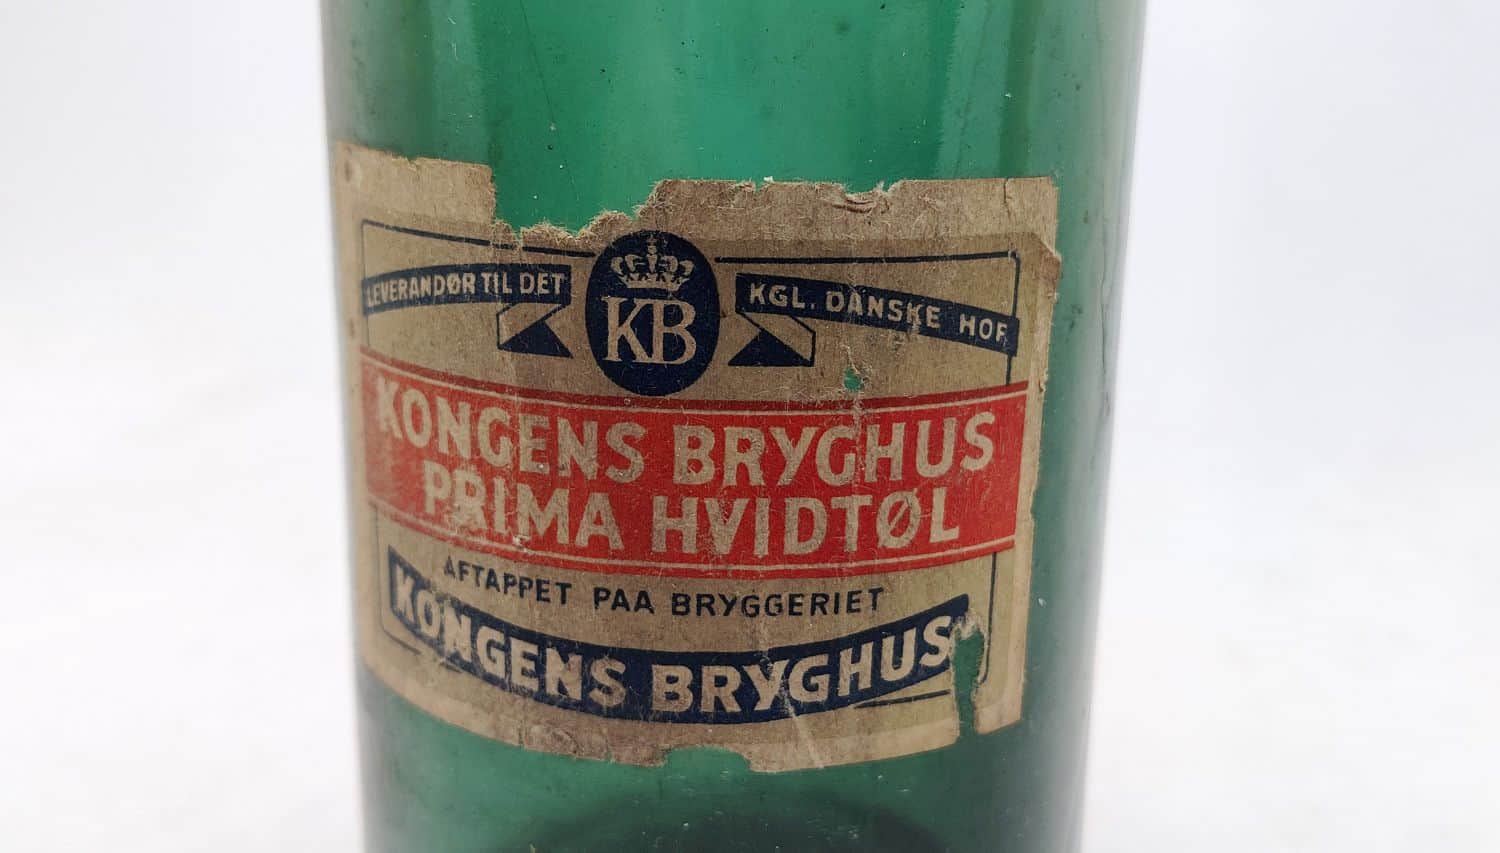 LEVERANDØR TIL DET
KB
KGL. DANSKE HOF
KONGENS BRYGHUS
PRIMA HVIDTØL
AFTAPPET PAA BRYGGERIET
KONGENS BRYGHUS